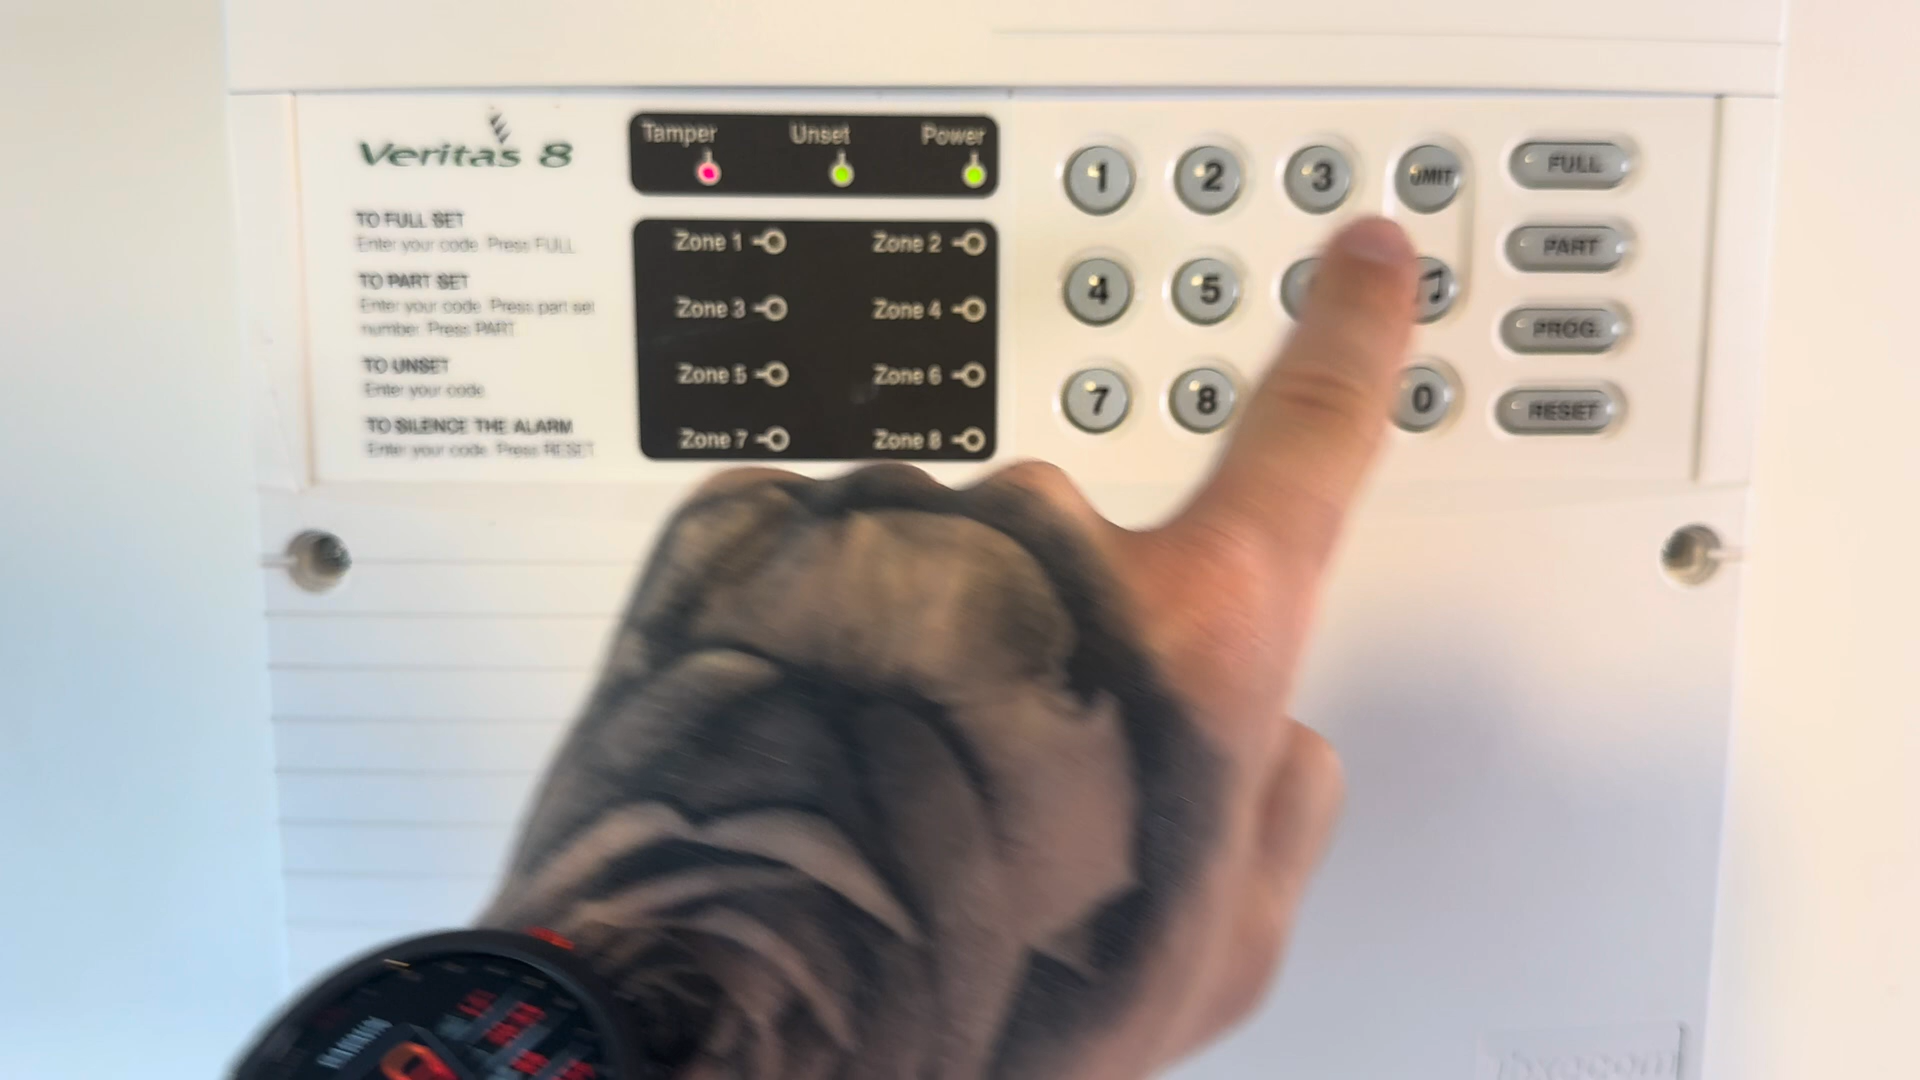 Veritas 8
TO FULL SET
Enter your code. Press FULL
TO PART SET
Enter your code. Press part set
number. Press PART
TO UNSET
Enter your code
TO SILENCE THE ALARM
Enter your code. Press RESET
Tamper Unset Power
Zone 1 Zone 2
Zone 3 Zone 4
Zone 5 Zone 6
Zone 7 Zone 8
1 2 3 OMIT FULL
4 5 PART
PROG.
7 8 0 RESET
Texecom